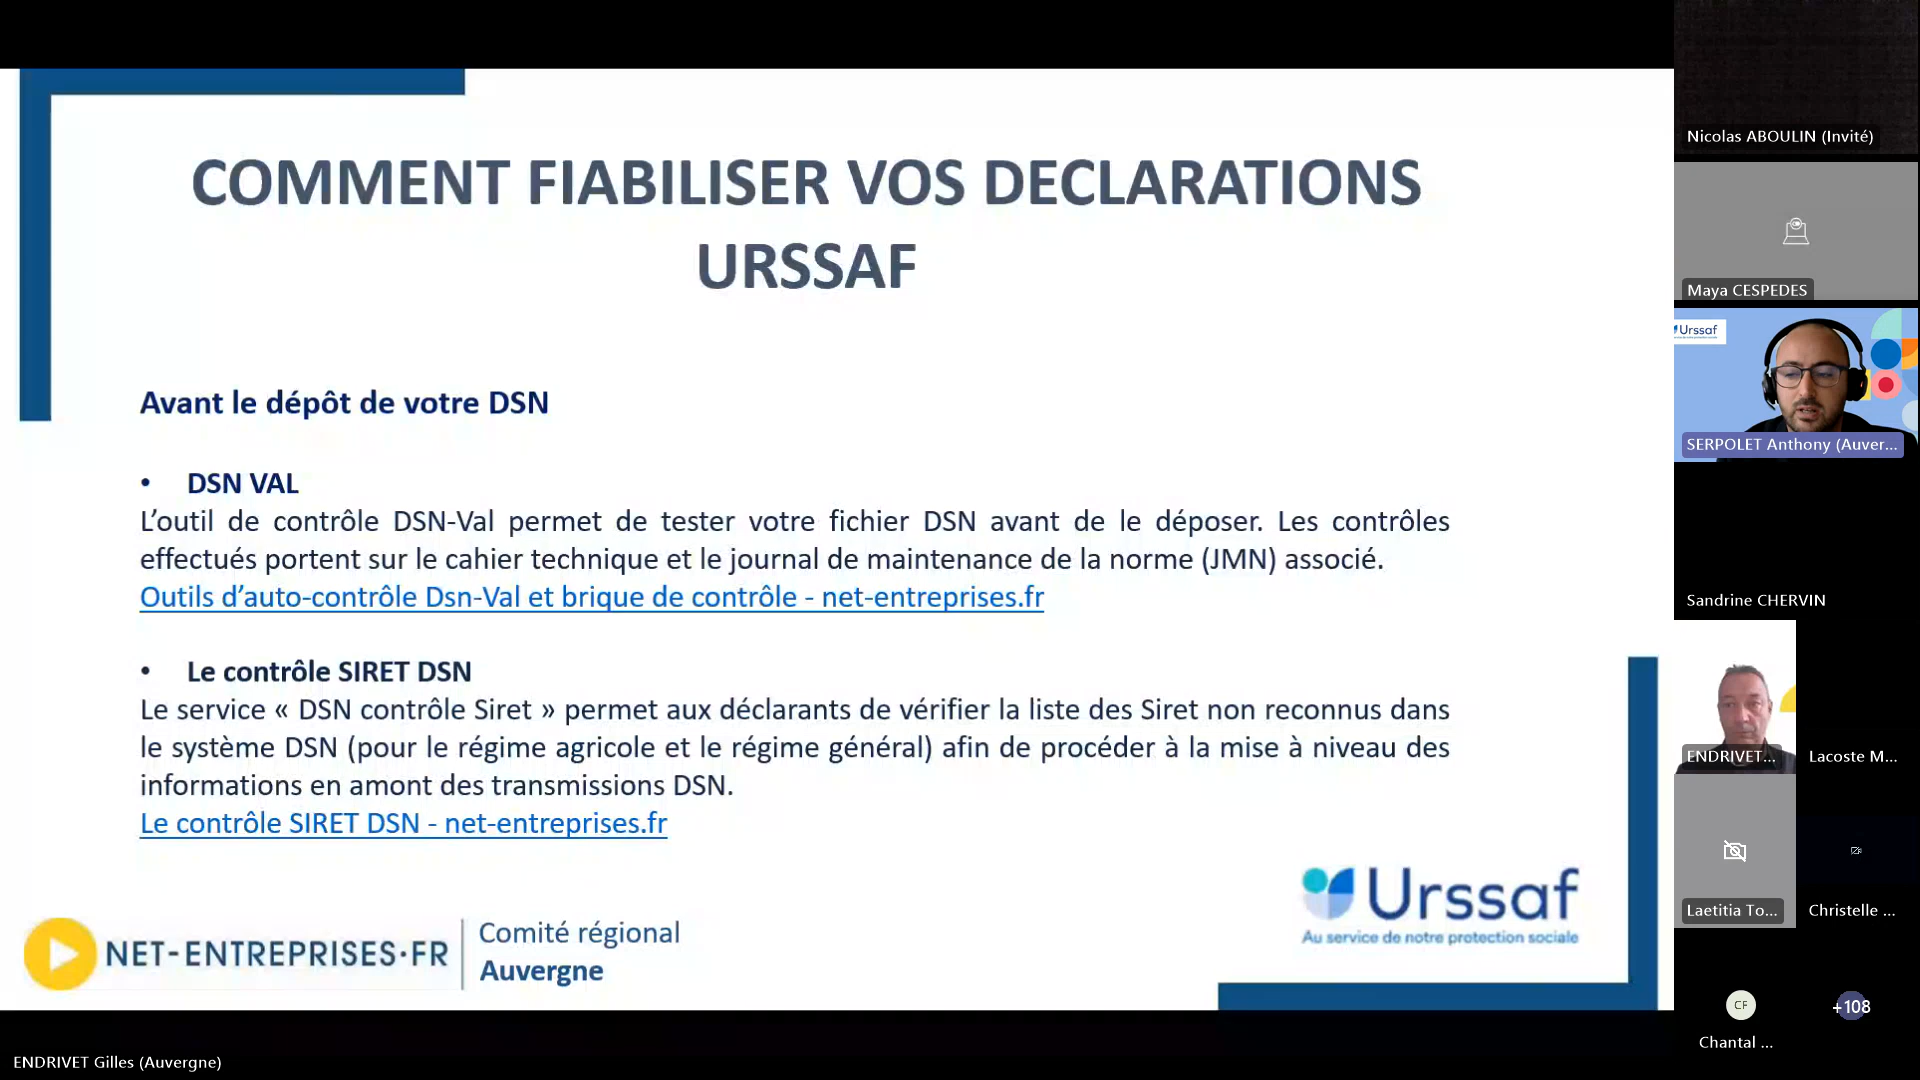 COMMENT FIABILISER VOS DECLARATIONS
URSSAF
Avant le dépôt de votre DSN
• DSN VAL
L’outil de contrôle DSN-Val permet de tester votre fichier DSN avant de le déposer. Les contrôles
effectués portent sur le cahier technique et le journal de maintenance de la norme (JMN) associé.
Outils d’auto-contrôle Dsn-Val et brique de contrôle - net-entreprises.fr
• Le contrôle SIRET DSN
Le service « DSN contrôle Siret » permet aux déclarants de vérifier la liste des Siret non reconnus dans
le système DSN (pour le régime agricole et le régime général) afin de procéder à la mise à niveau des
informations en amont des transmissions DSN.
Le contrôle SIRET DSN - net-entreprises.fr
NET-ENTREPRISES·FR
Comité régional
Auvergne
Urssaf
Au service de notre protection sociale
ENDRIVET Gilles (Auvergne)
Nicolas ABOULIN (Invité)
Maya CESPEDES
Urssaf
SERPOLET Anthony (Auver...
Sandrine CHERVIN
ENDRIVET...
Lacoste M...
Laetitia To...
Christelle ...
CF
Chantal ...
+108